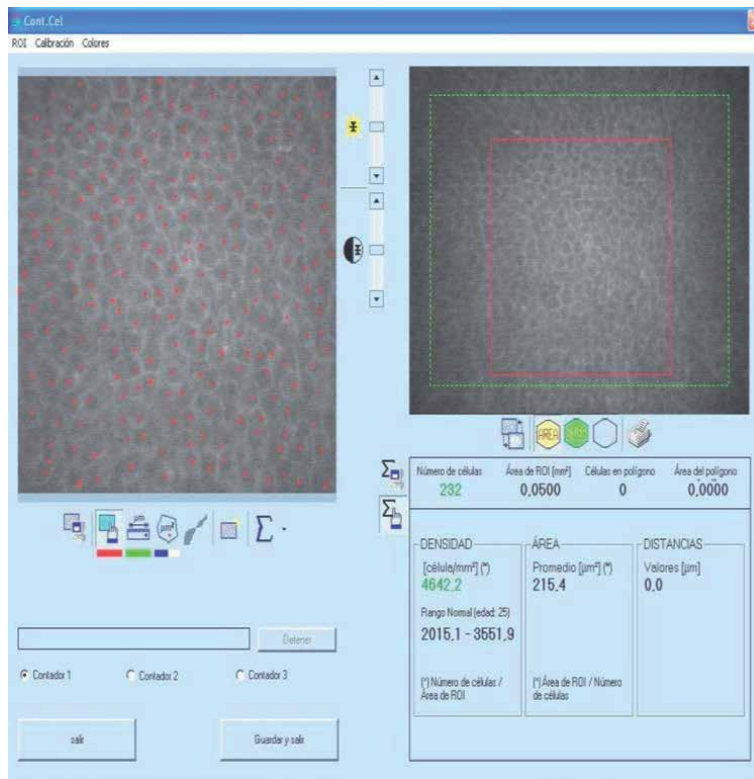 Cont.Cel
ROI Calibración Colores
AREA
Número de células Área de ROI [mm²] Células en polígono Área del polígono
232 0,0500 0 0,0000
DENSIDAD ÁREA DISTANCIAS
[célula/mm²] (*) Promedio [µm²] (*) Valores [µm]
4642,2 215,4 0,0
Rango Normal (edad: 25)
2015,1 - 3551,9
(*) Número de células / Área de ROI
(*) Área de ROI / Número de células
Detener
Contador 1 Contador 2 Contador 3
salir Guardar y salir